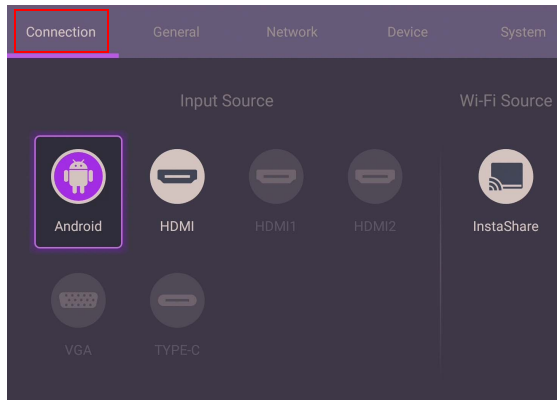 Connection General Network Device System
Input Source Wi-Fi Source
Android HDMI HDMI1 HDMI2 InstaShare
VGA TYPE-C